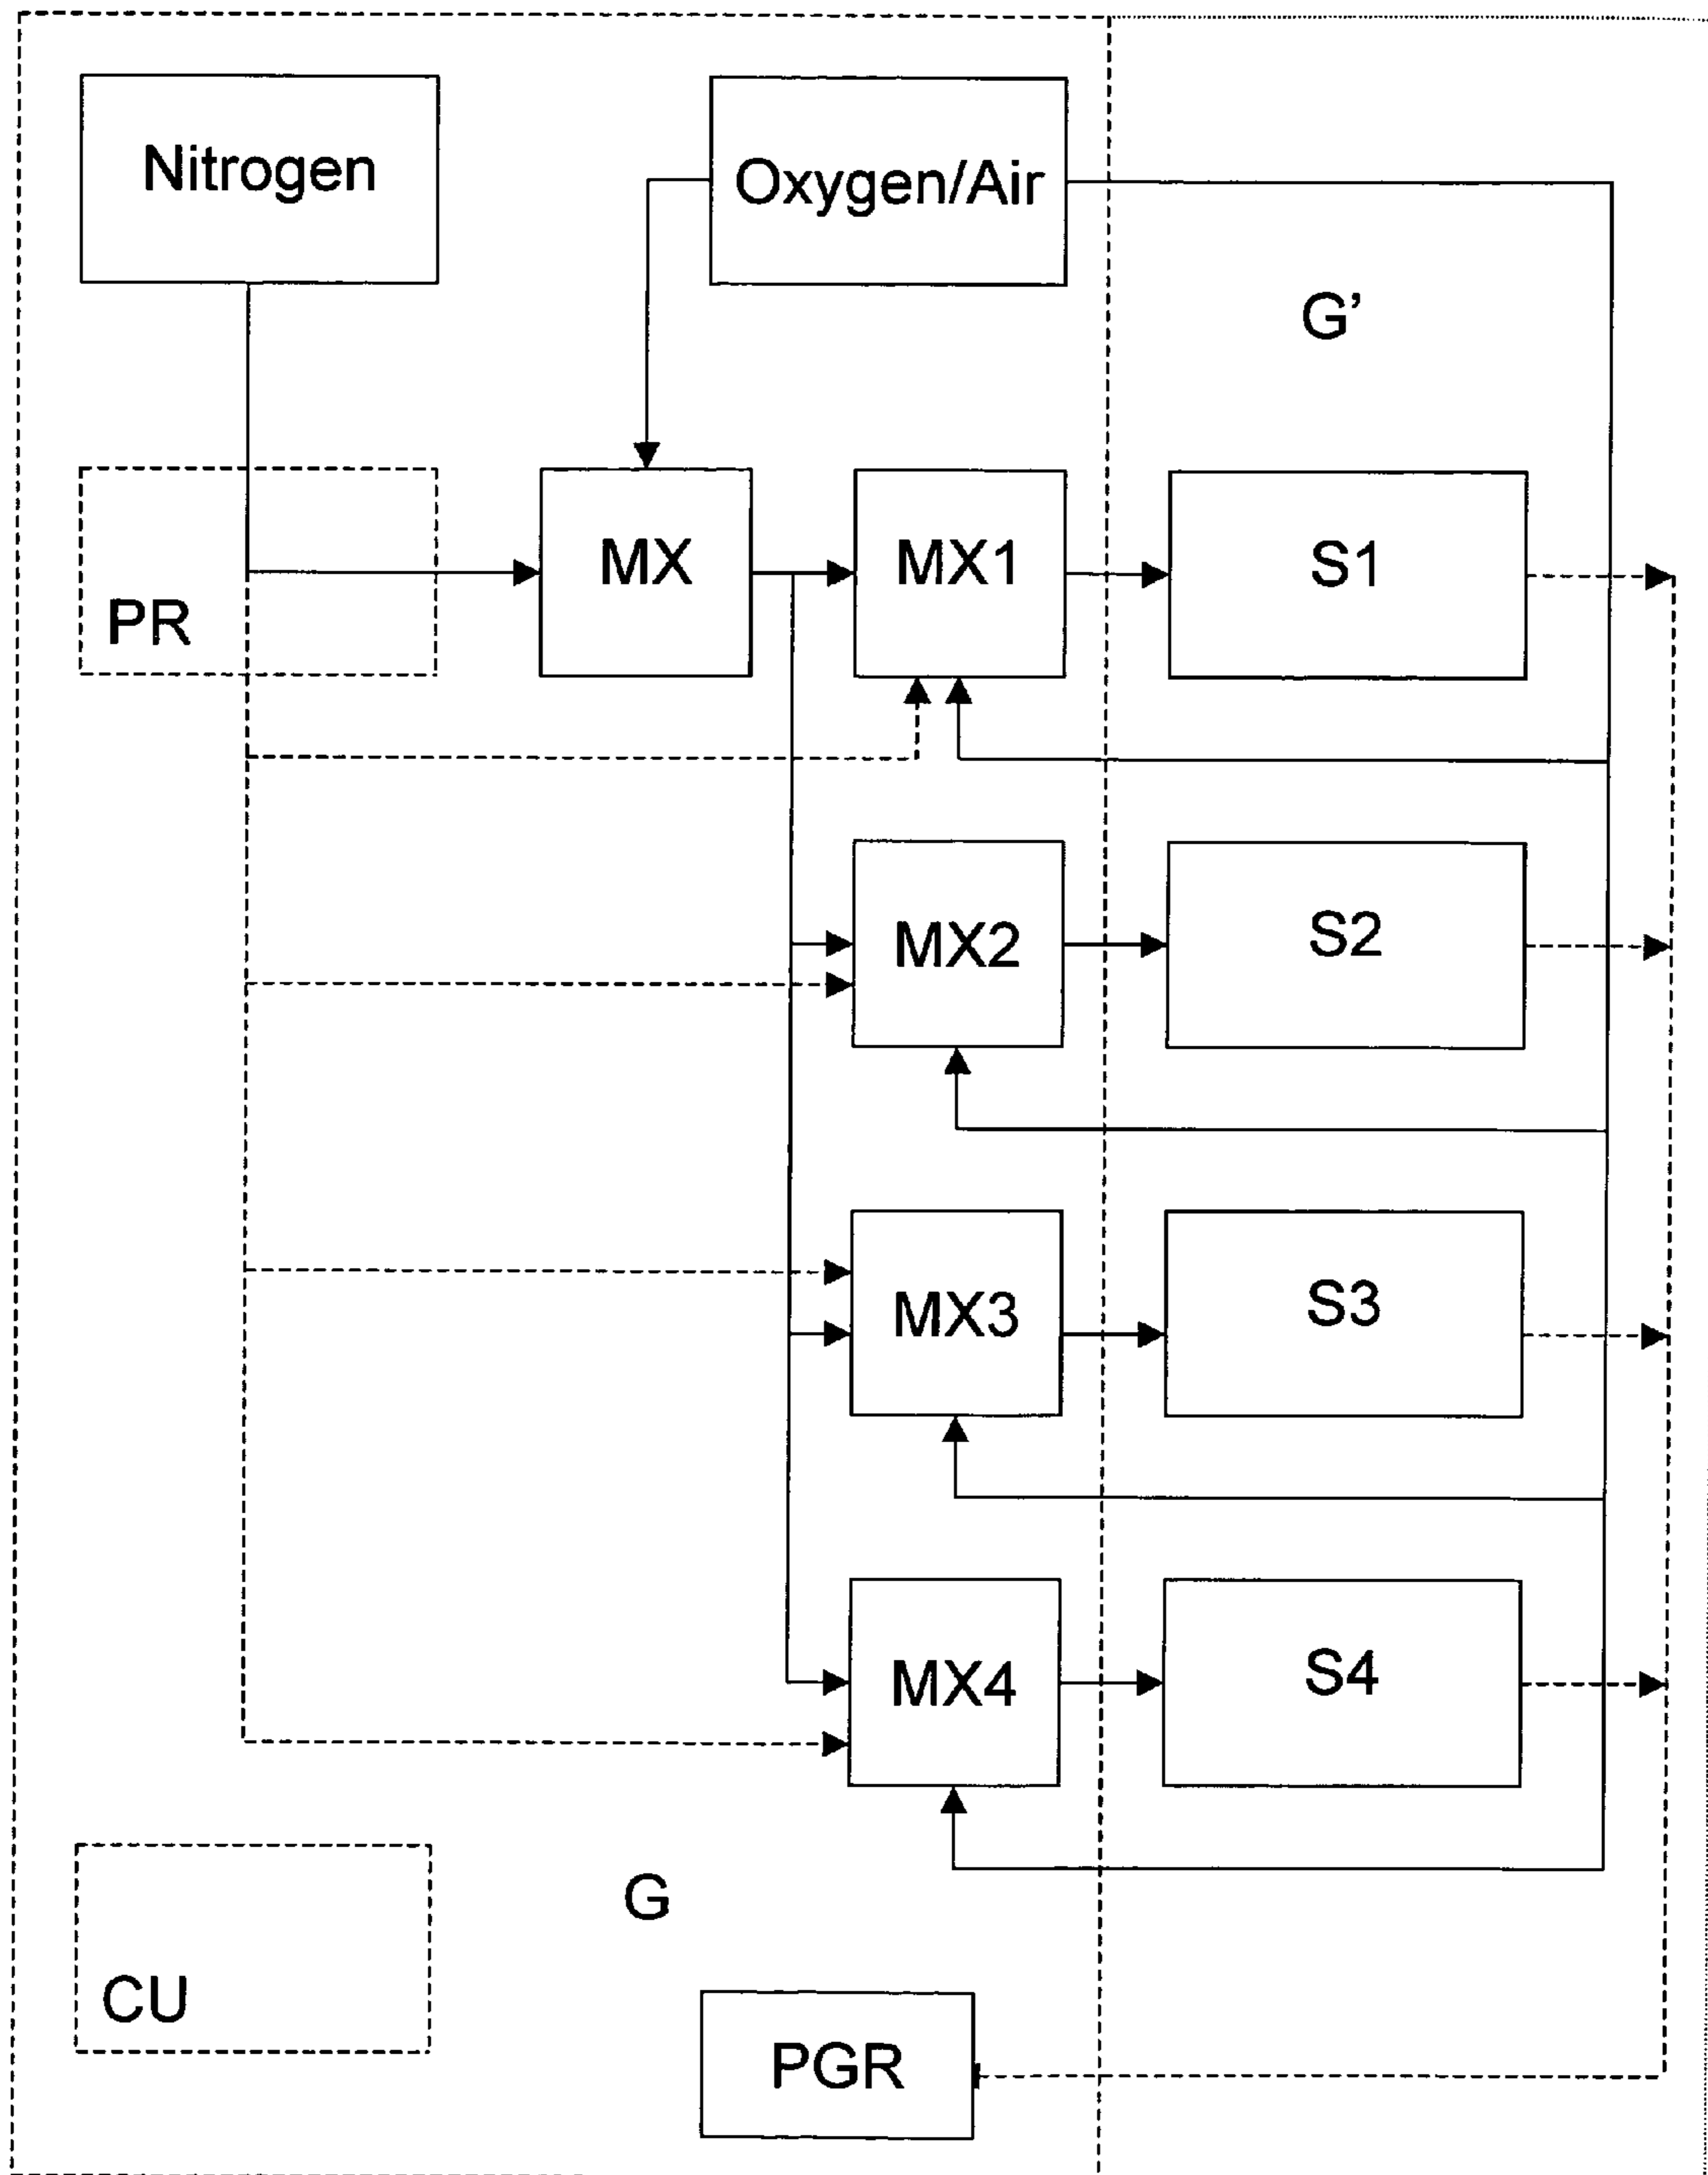 Nitrogen
Oxygen/Air
G’
PR
MX
MX1
S1
MX2
S2
MX3
S3
MX4
S4
G
CU
PGR